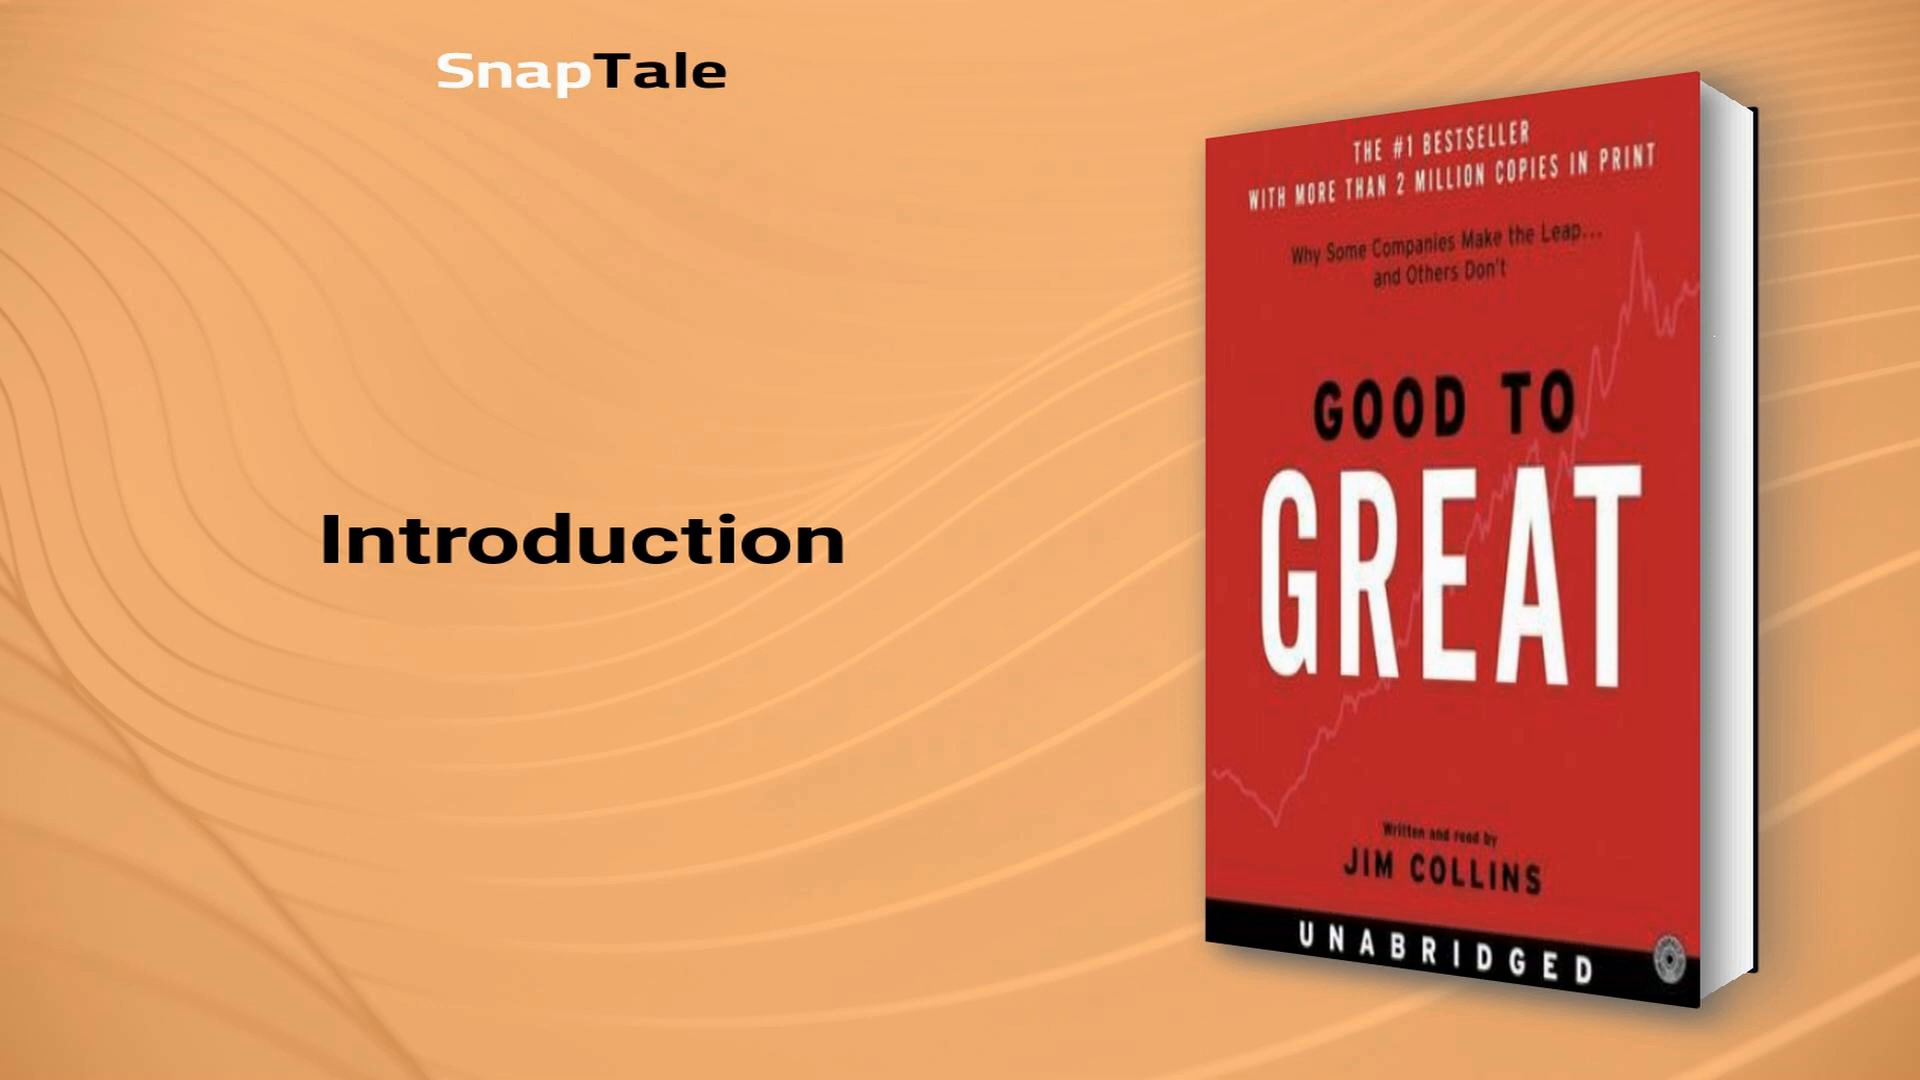 SnapTale
Introduction
THE #1 BESTSELLER
WITH MORE THAN 2 MILLION COPIES IN PRINT
Why Some Companies Make the Leap...
and Others Don't
GOOD TO
GREAT
Written and read by
JIM COLLINS
UNABRIDGED